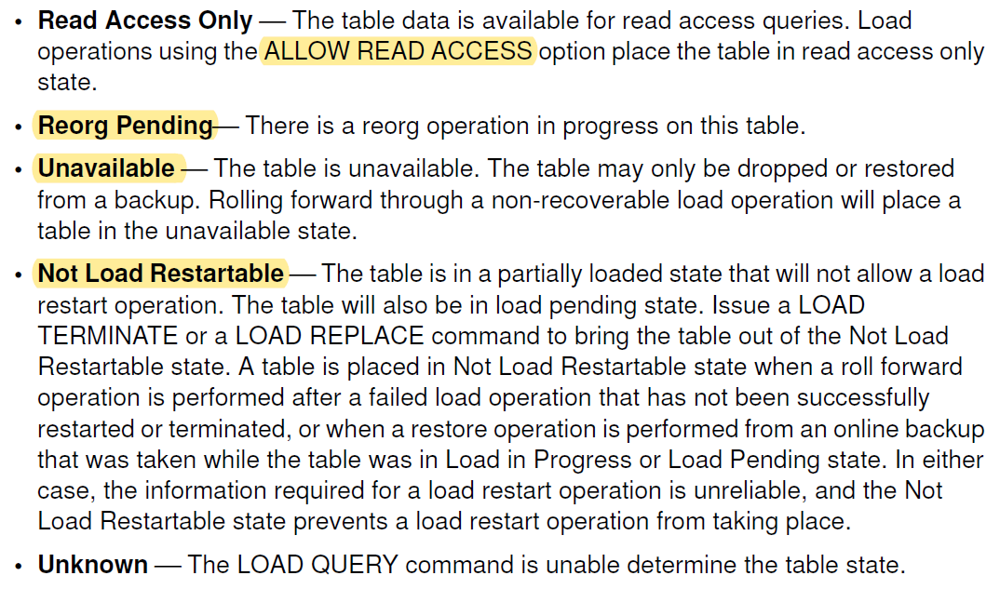 • Read Access Only — The table data is available for read access queries. Load
operations using the ALLOW READ ACCESS option place the table in read access only
state.
• Reorg Pending— There is a reorg operation in progress on this table.
• Unavailable — The table is unavailable. The table may only be dropped or restored
from a backup. Rolling forward through a non-recoverable load operation will place a
table in the unavailable state.
• Not Load Restartable — The table is in a partially loaded state that will not allow a load
restart operation. The table will also be in load pending state. Issue a LOAD
TERMINATE or a LOAD REPLACE command to bring the table out of the Not Load
Restartable state. A table is placed in Not Load Restartable state when a roll forward
operation is performed after a failed load operation that has not been successfully
restarted or terminated, or when a restore operation is performed from an online backup
that was taken while the table was in Load in Progress or Load Pending state. In either
case, the information required for a load restart operation is unreliable, and the Not
Load Restartable state prevents a load restart operation from taking place.
• Unknown — The LOAD QUERY command is unable determine the table state.